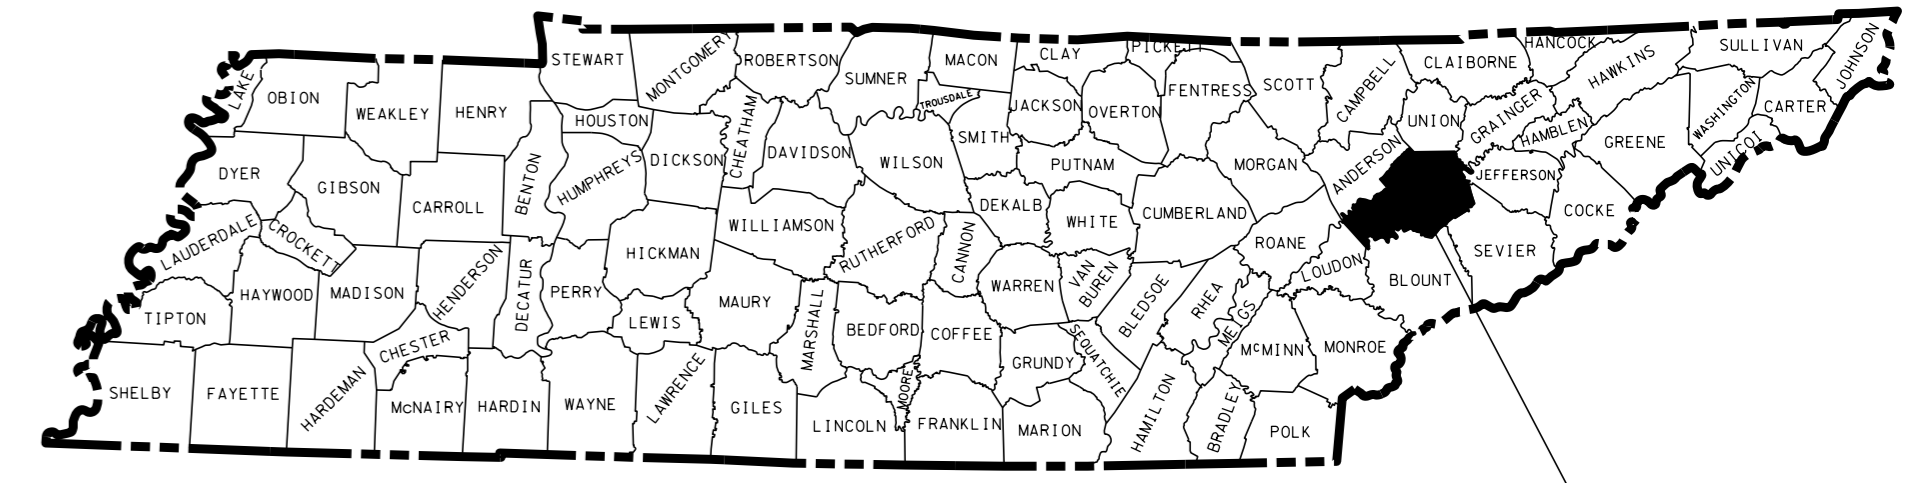 STEWART
MONTGOMERY
ROBERTSON
SUMNER
MACON
TROUSDALE
CLAY
PICKETT
JACKSON
OVERTON
FENTRESS
SCOTT
CAMPBELL
CLAIBORNE
HANCOCK
HAWKINS
SULLIVAN
JOHNSON
LAKE
OBION
WEAKLEY
HENRY
HOUSTON
CHEATHAM
SMITH
UNION
GRAINGER
HAMBLEN
GREENE
WASHINGTON
CARTER
UNICOI
DYER
GIBSON
CARROLL
BENTON
HUMPHREYS
DICKSON
DAVIDSON
WILSON
PUTNAM
MORGAN
ANDERSON
JEFFERSON
COCKE
LAUDERDALE
CROCKETT
WILLIAMSON
RUTHERFORD
CANNON
DEKALB
WHITE
CUMBERLAND
ROANE
LOUDON
BLOUNT
SEVIER
TIPTON
HAYWOOD
MADISON
HENDERSON
DECATUR
PERRY
HICKMAN
LEWIS
MAURY
MARSHALL
BEDFORD
COFFEE
WARREN
VAN
BUREN
BLEDSOE
RHEA
MEIGS
McMINN
MONROE
SHELBY
FAYETTE
HARDEMAN
CHESTER
McNAIRY
HARDIN
WAYNE
LAWRENCE
GILES
LINCOLN
MOORE
FRANKLIN
GRUNDY
SEQUATCHIE
MARION
HAMILTON
BRADLEY
POLK